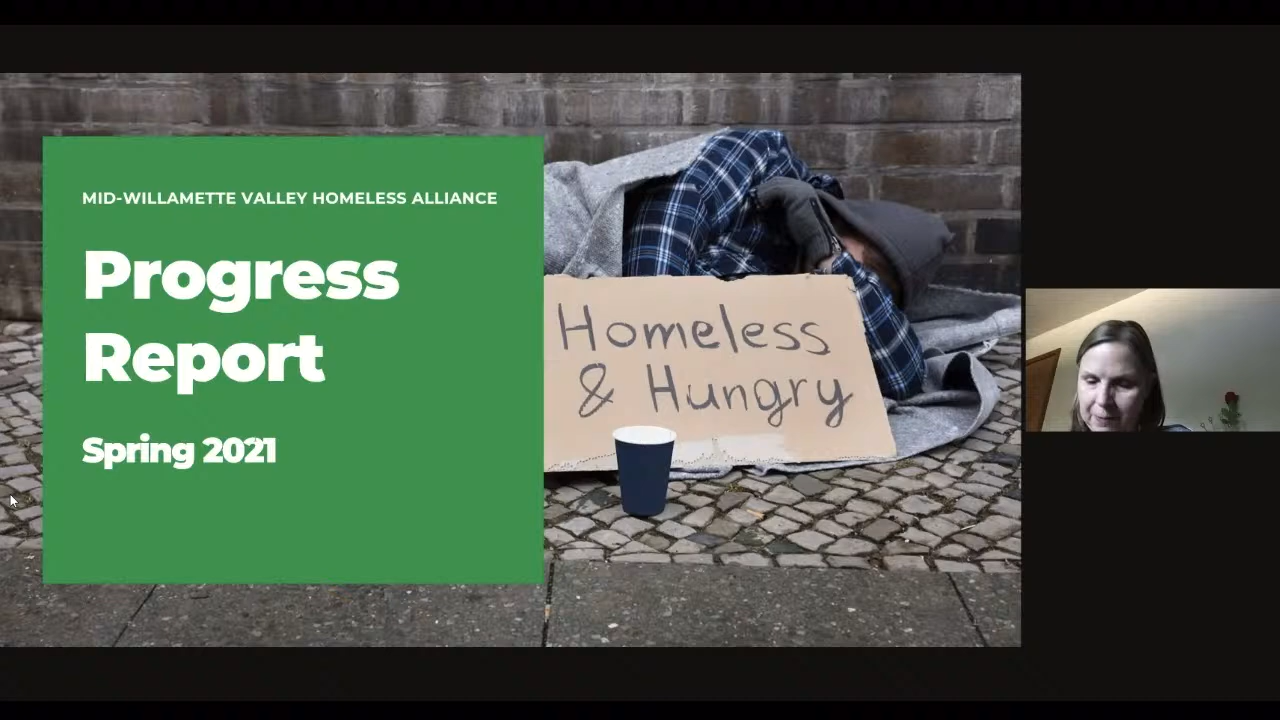 MID-WILLAMETTE VALLEY HOMELESS ALLIANCE
Progress
Report
Spring 2021
Homeless
& Hungry